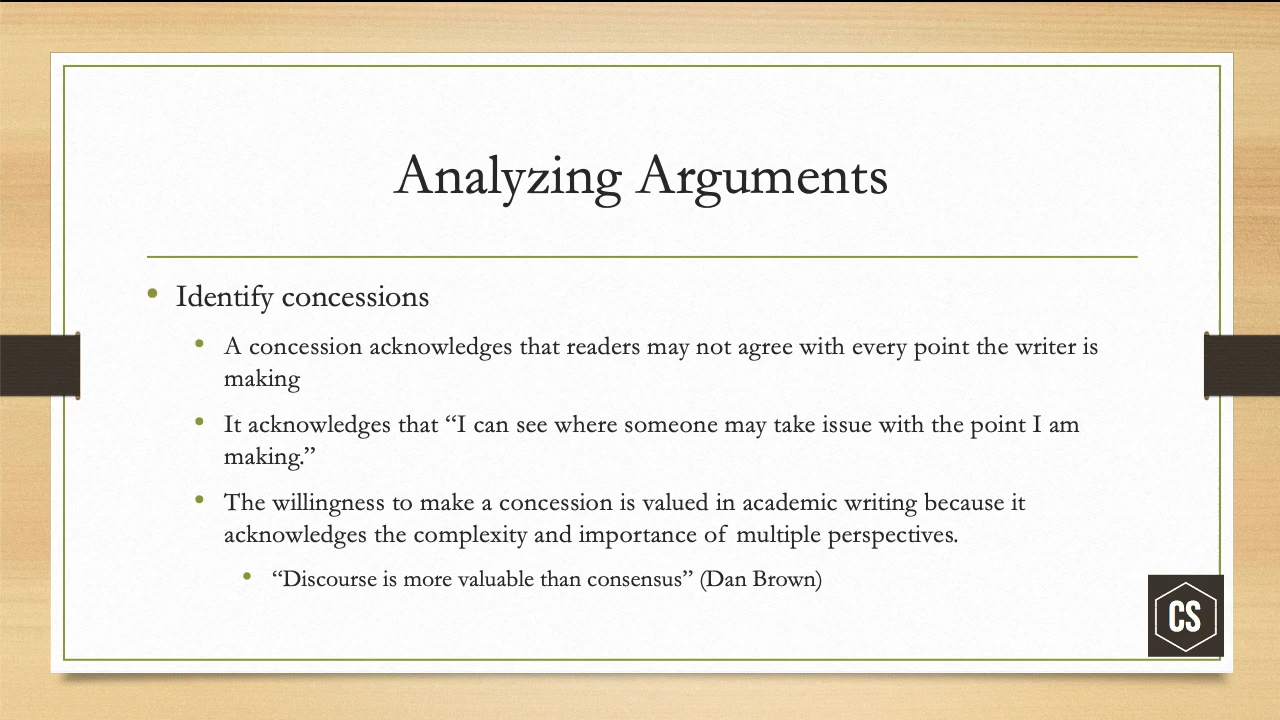 Analyzing Arguments
• Identify concessions
• A concession acknowledges that readers may not agree with every point the writer is
making
• It acknowledges that “I can see where someone may take issue with the point I am
making.”
• The willingness to make a concession is valued in academic writing because it
acknowledges the complexity and importance of multiple perspectives.
• “Discourse is more valuable than consensus” (Dan Brown)
CS